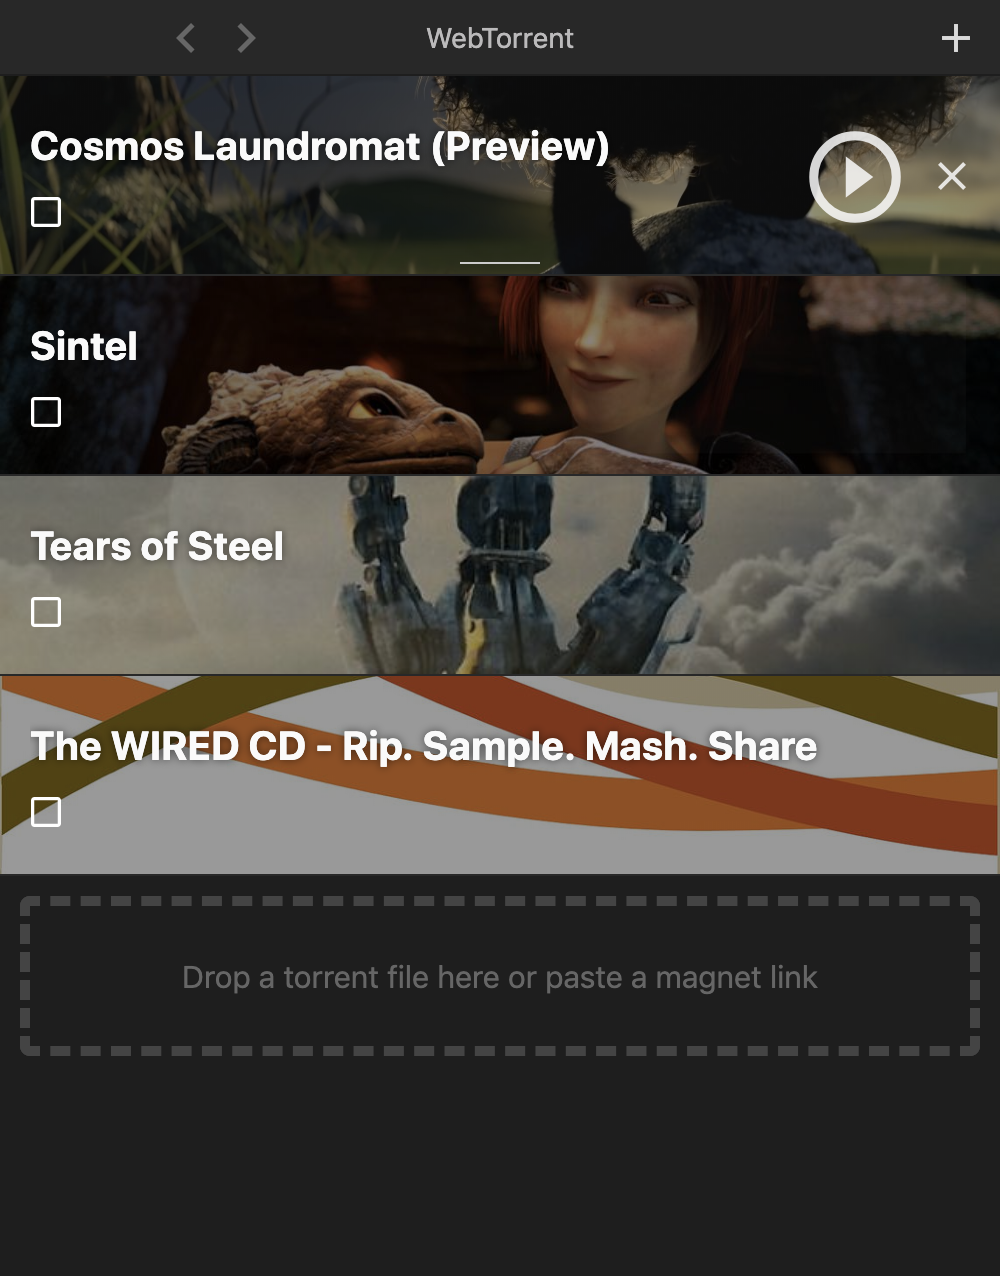 WebTorrent
Cosmos Laundromat (Preview)
Sintel
Tears of Steel
The WIRED CD - Rip. Sample. Mash. Share
Drop a torrent file here or paste a magnet link